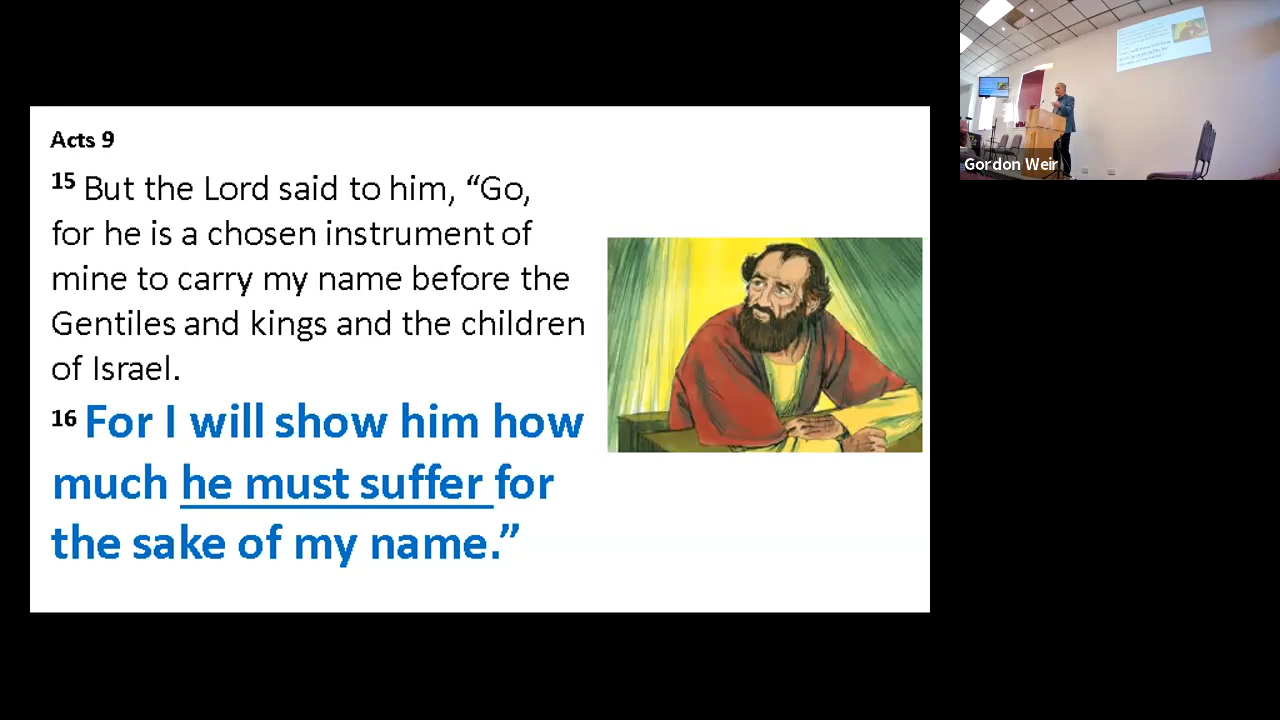 Acts 9
15 But the Lord said to him, “Go,
for he is a chosen instrument of
mine to carry my name before the
Gentiles and kings and the children
of Israel.
16 For I will show him how
much he must suffer for
the sake of my name.”
Gordon Weir